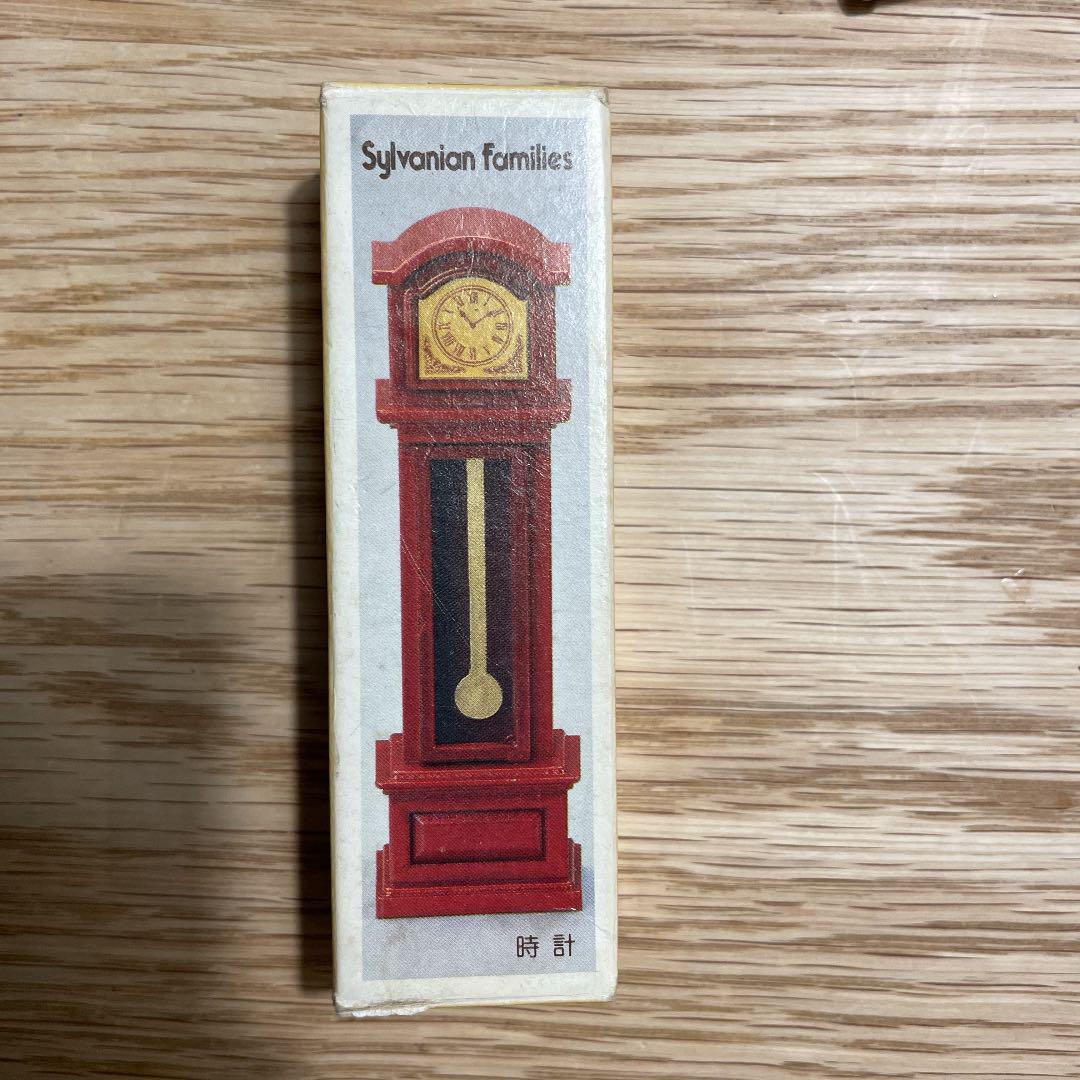 Sylvanian Families
時計